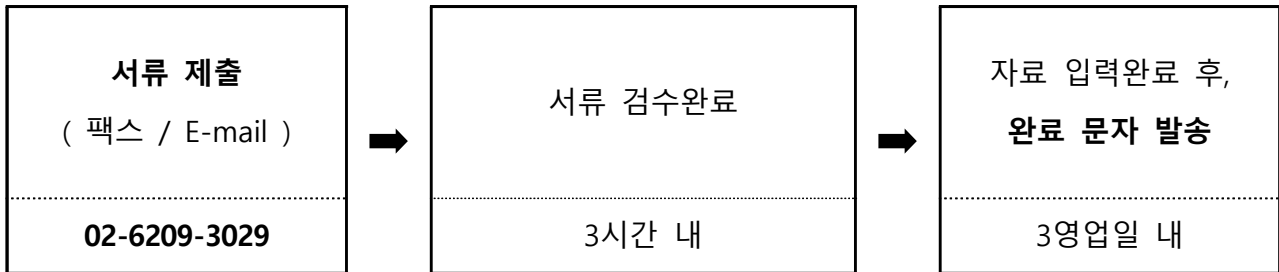 서류 제출
( 팩스 / E-mail )
02-6209-3029
서류 검수완료
3시간 내
자료 입력완료 후,
완료 문자 발송
3영업일 내